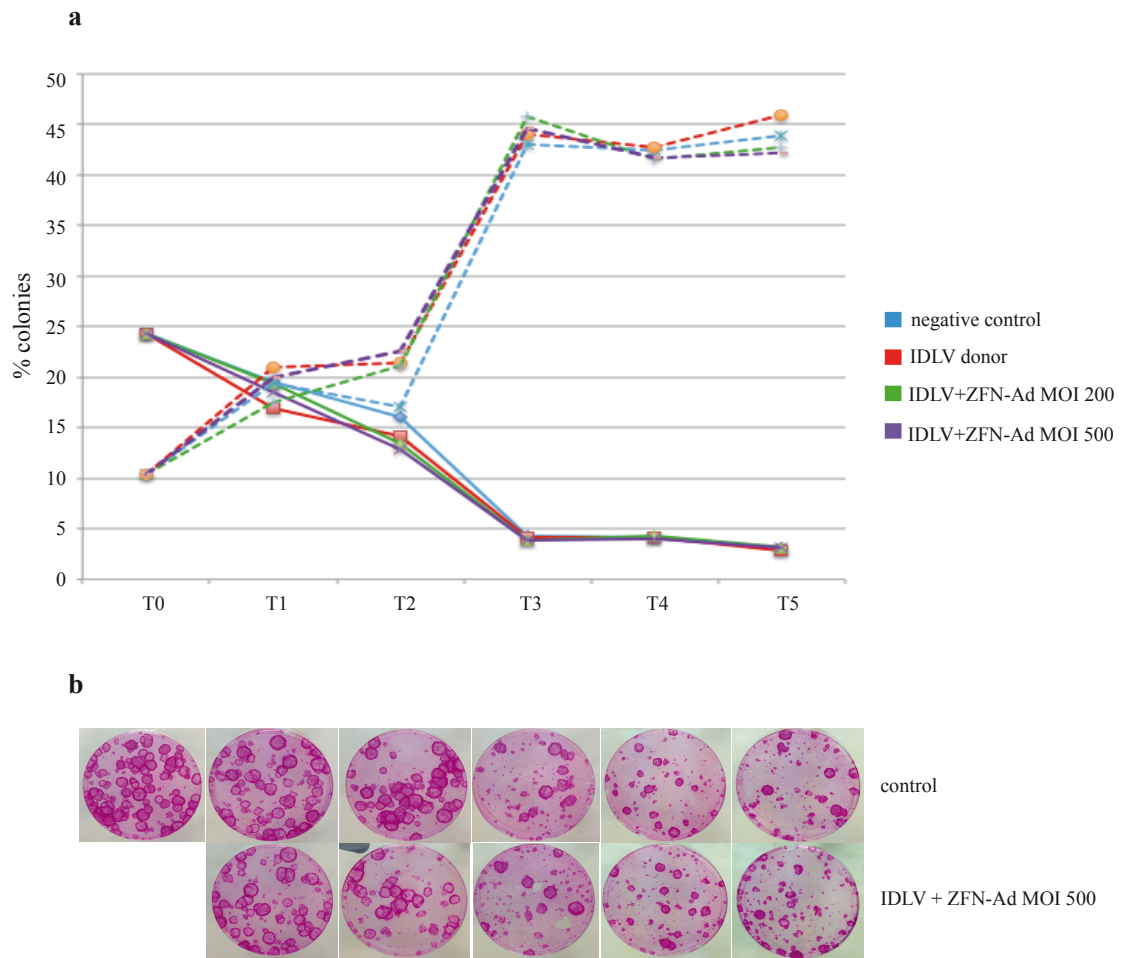 a
50
45
40
35
30
25
20
15
10
5
0
% colonies
T0 T1 T2 T3 T4 T5
negative control
IDLV donor
IDLV+ZFN-Ad MOI 200
IDLV+ZFN-Ad MOI 500
b
control
IDLV + ZFN-Ad MOI 500